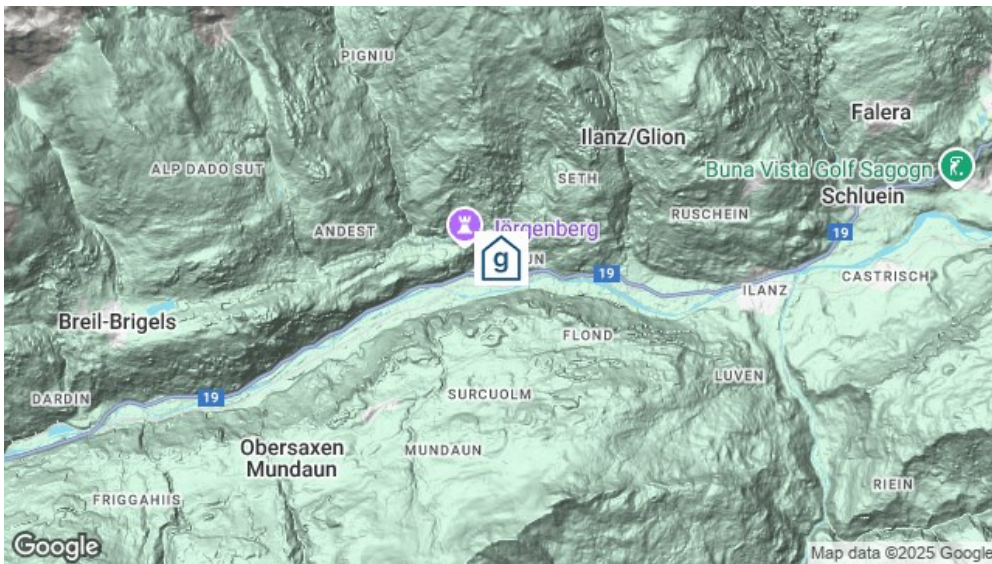 PIGNIU
Falera
Ilanz/Glion
ALP DADO SUT
Buna Vista Golf Sagogn
SETH
Schluein
RUSCHEIN
Jörgenberg
ANDEST
19
g
19
CASTRISCH
ILANZ
Breil-Brigels
FLOND
LUVEN
DARDIN
19
SURCUOLM
Obersaxen
Mundaun
MUNDAUN
RIEIN
FRIGGAHÜS
Google
Map data ©2025 Google